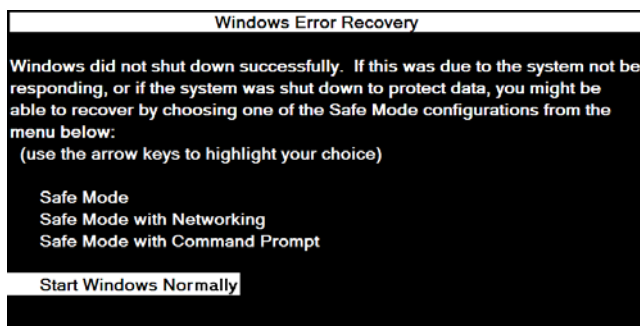 Windows Error Recovery
Windows did not shut down successfully. If this was due to the system not be
responding, or if the system was shut down to protect data, you might be
able to recover by choosing one of the Safe Mode configurations from the
menu below:
(use the arrow keys to highlight your choice)
Safe Mode
Safe Mode with Networking
Safe Mode with Command Prompt
Start Windows Normally